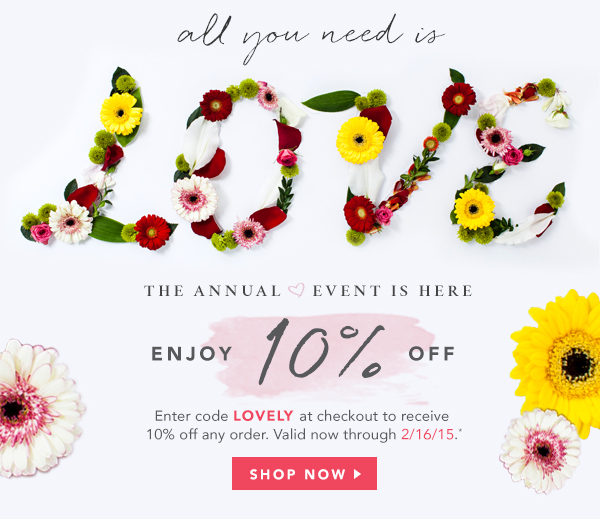 all you need is
LOVE
THE ANNUAL ♡ EVENT IS HERE
ENJOY 10% OFF
Enter code LOVELY at checkout to receive
10% off any order. Valid now through 2/16/15.*
SHOP NOW ▶